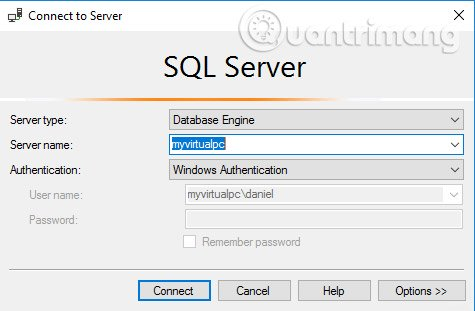 Connect to Server
Quantrimang
SQL Server
Server type: Database Engine
Server name: myvirtualpc
Authentication: Windows Authentication
User name: myvirtualpc\daniel
Password:
Remember password
Connect Cancel Help Options >>